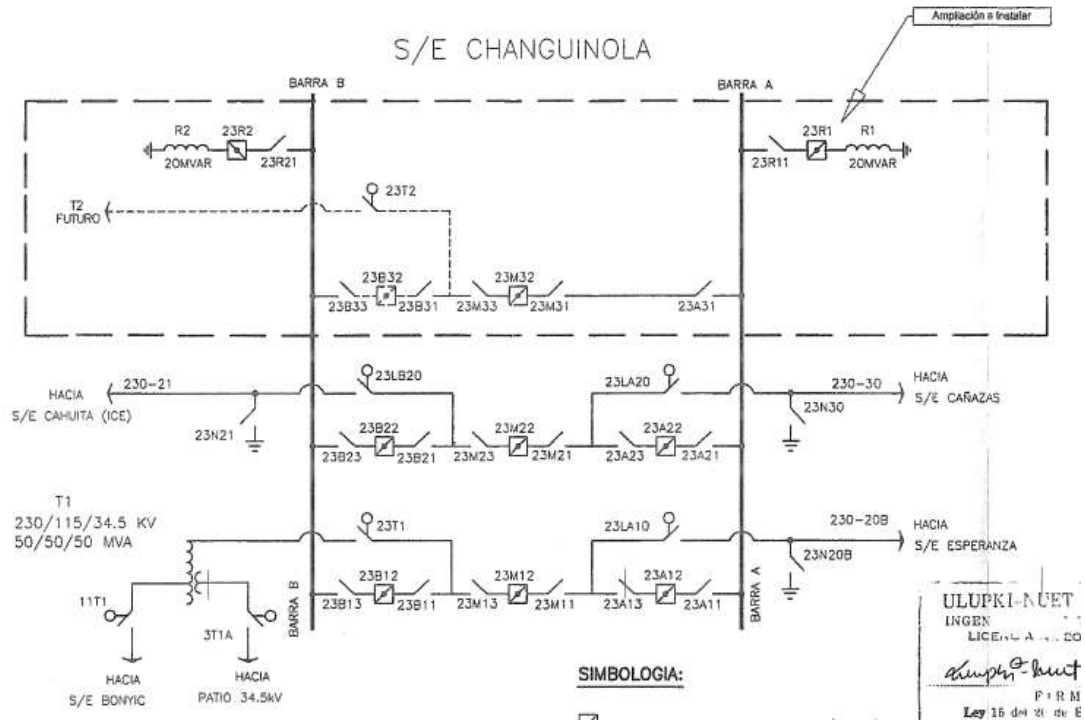 Ampliación a Instalar
S/E CHANGUINOLA
BARRA B
BARRA A
R2
23R2
20MVAR
23R21
23R1
R1
23R11
20MVAR
T2
FUTURO
23T2
23B32
23M32
23B33
23B31
23M33
23M31
23A31
HACIA
S/E CAHUITA (ICE)
230-21
23N21
23LB20
23LA20
230-30
HACIA
S/E CAÑAZAS
23N30
23B22
23M22
23A22
23B23
23B21
23M23
23M21
23A23
23A21
T1
230/115/34.5 KV
50/50/50 MVA
23T1
23LA10
230-20B
HACIA
S/E ESPERANZA
23N20B
23B12
23M12
23A12
23B13
23B11
23M13
23M11
23A13
23A11
BARRA B
BARRA A
11T1
3T1A
HACIA
S/E BONYIC
HACIA
PATIO 34.5kV
SIMBOLOGIA:
ULUPKI-NUET
INGEN
FIRM
Ley 15 del